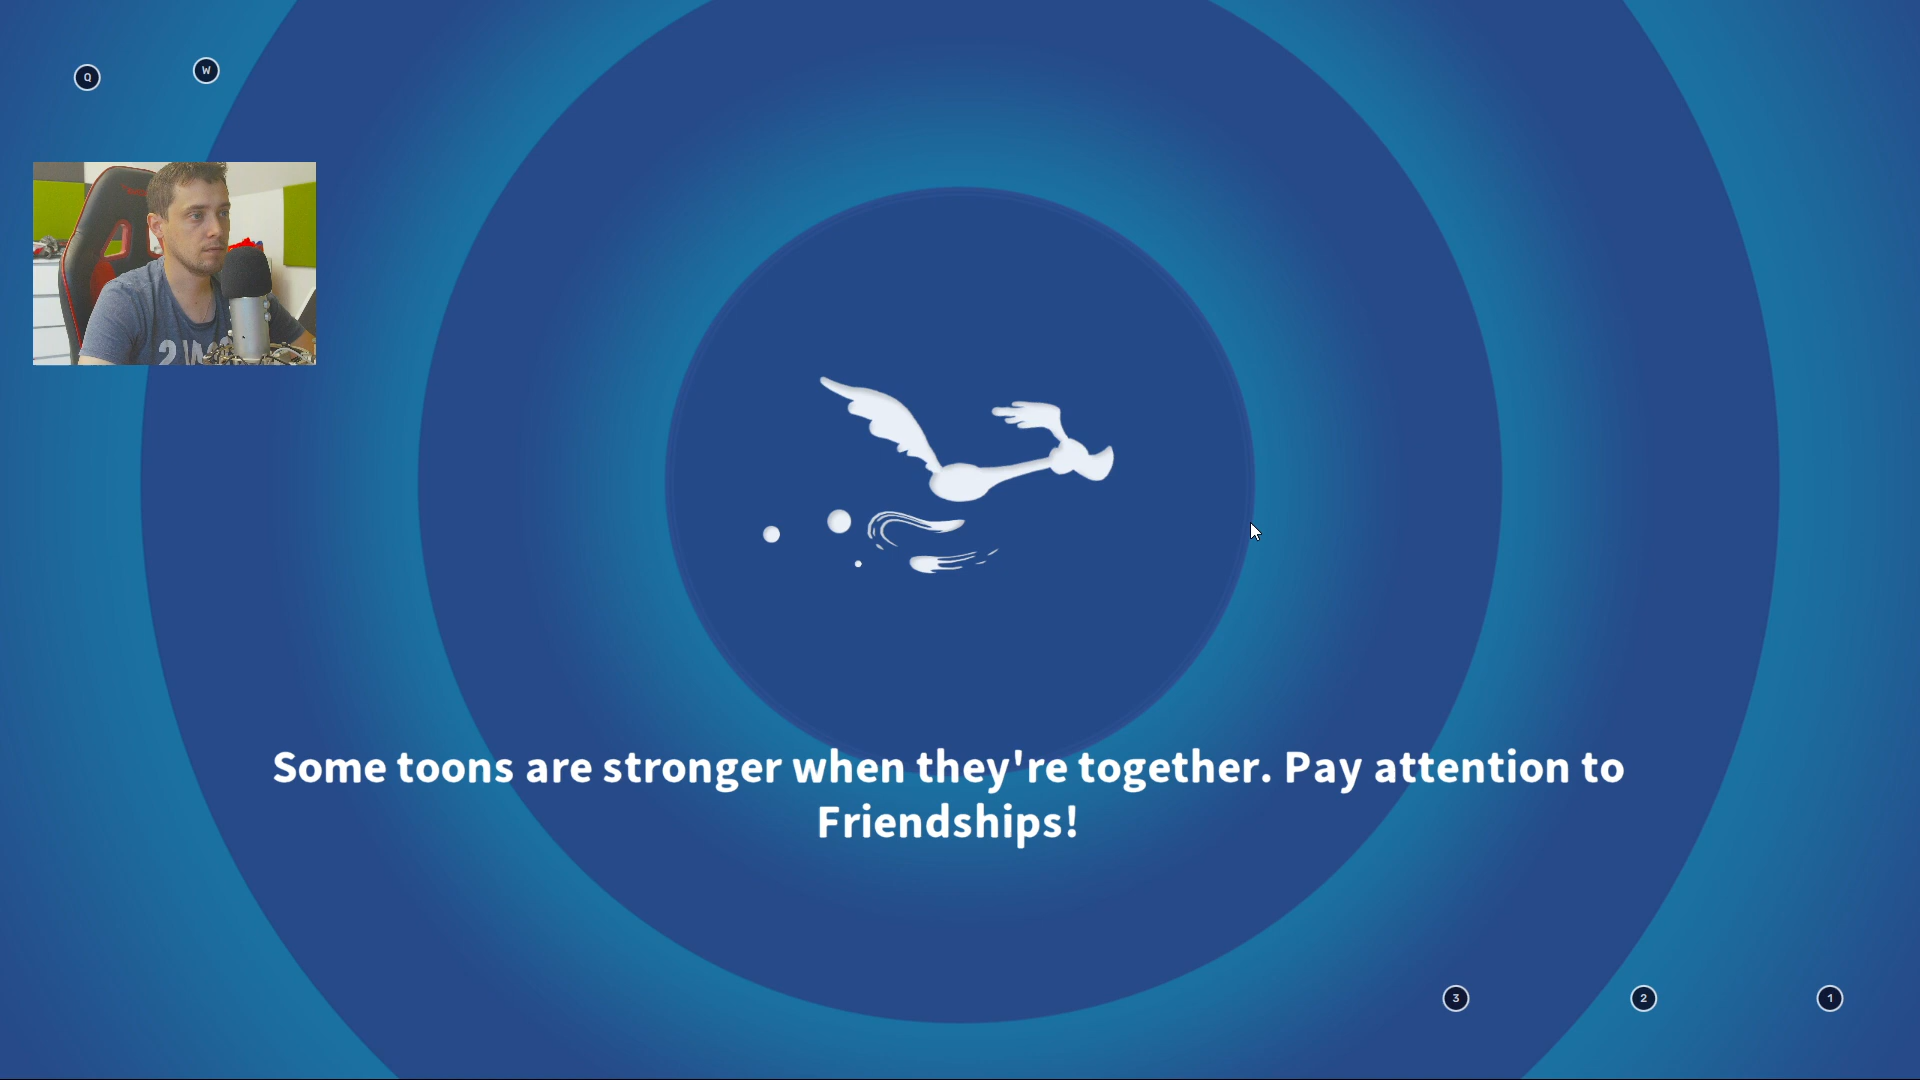 Q
W
Some toons are stronger when they're together. Pay attention to
Friendships!
3
2
1